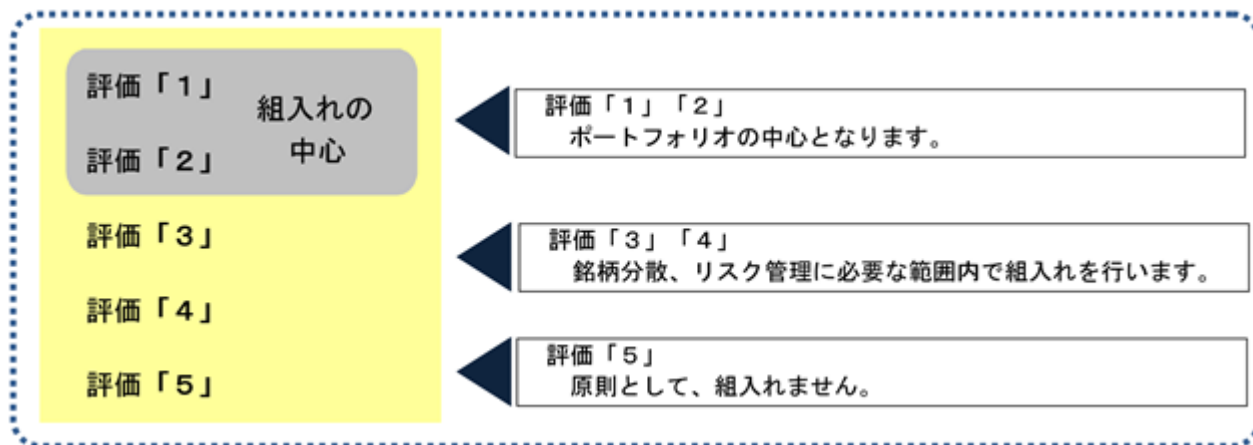 評価「１」
評価「２」
組入れの
中心
評価「３」
評価「４」
評価「５」
評価「１」「２」
ポートフォリオの中心となります。
評価「３」「４」
銘柄分散、リスク管理に必要な範囲内で組入れを行います。
評価「５」
原則として、組入れません。